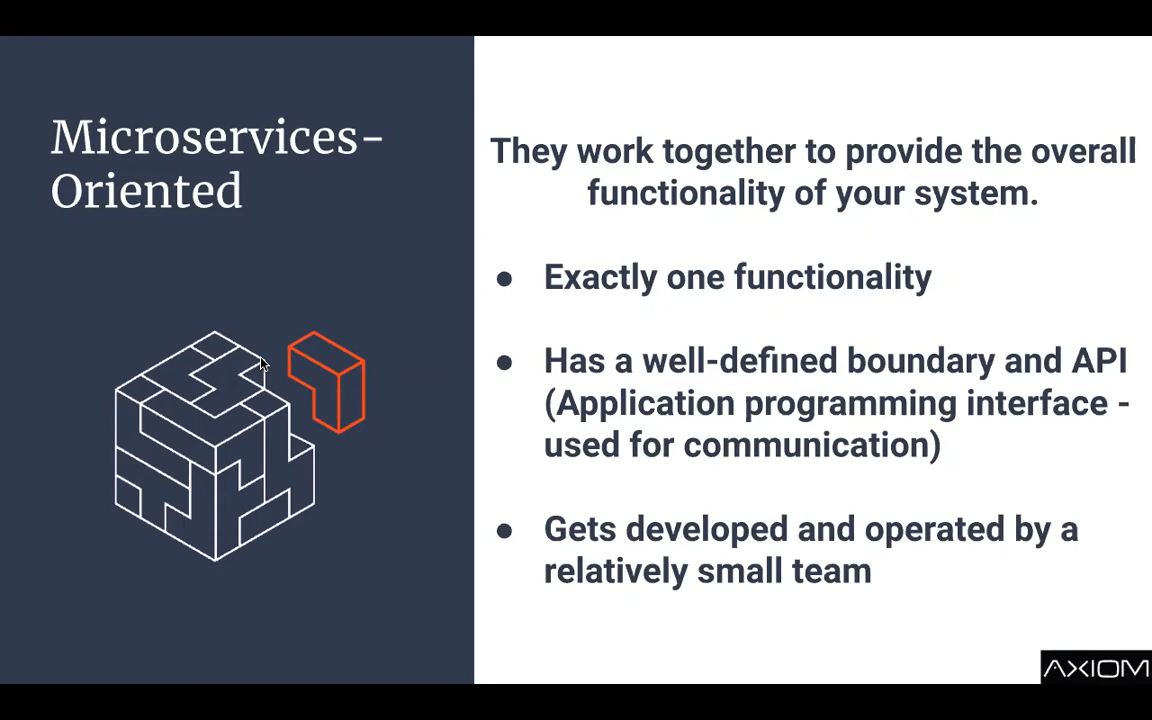 Microservices-
Oriented
They work together to provide the overall
functionality of your system.
● Exactly one functionality
● Has a well-defined boundary and API
(Application programming interface -
used for communication)
● Gets developed and operated by a
relatively small team
AXIOM